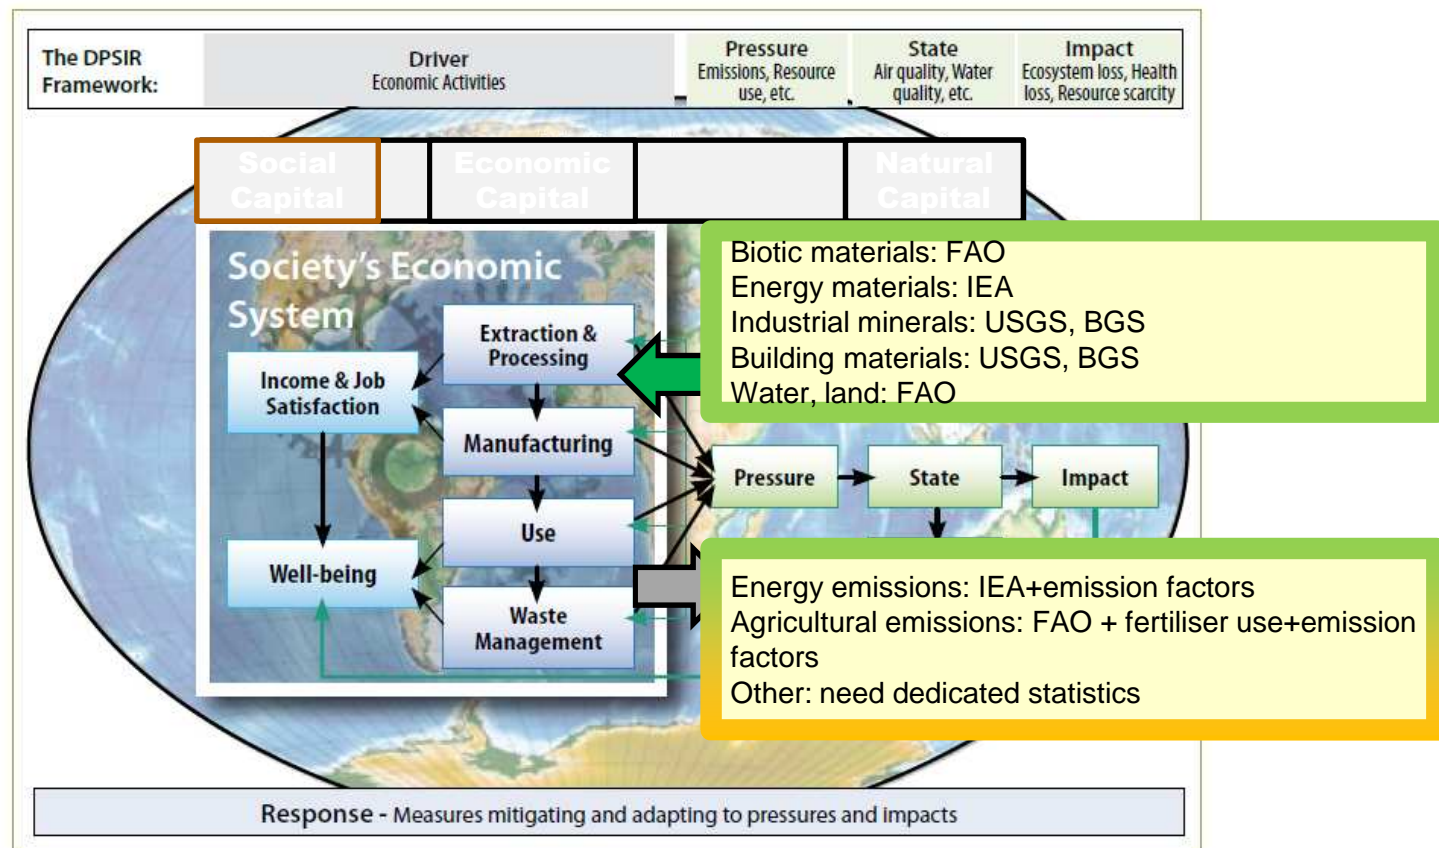 The DPSIR
Framework:
Driver
Economic Activities
Pressure
Emissions, Resource
use, etc.
State
Air quality, Water
quality, etc.
Impact
Ecosystem loss, Health
loss, Resource scarcity
Social
Capital
Economic
Capital
Natural
Capital
Society's Economic
System
Extraction &
Processing
Income & Job
Satisfaction
Manufacturing
Use
Well-being
Waste
Management
Biotic materials: FAO
Energy materials: IEA
Industrial minerals: USGS, BGS
Building materials: USGS, BGS
Water, land: FAO
Pressure
State
Impact
Energy emissions: IEA+emission factors
Agricultural emissions: FAO + fertiliser use+emission
factors
Other: need dedicated statistics
Response - Measures mitigating and adapting to pressures and impacts